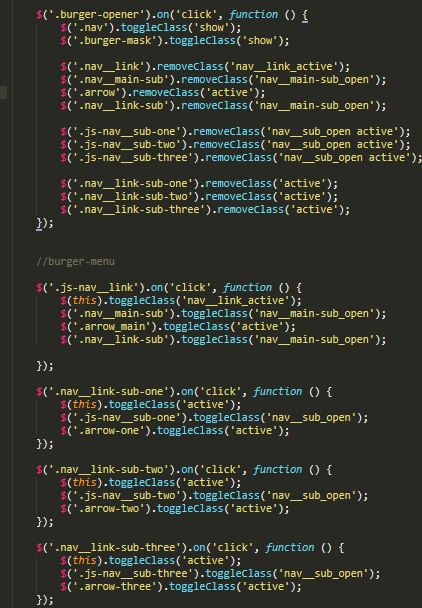 $('.burger-opener').on('click', function () {
$('.nav').toggleClass('show');
$('.burger-mask').toggleClass('show');
$('.nav__link').removeClass('nav__link_active');
$('.nav__main-sub').removeClass('nav__main-sub_open');
$('.arrow').removeClass('active');
$('.nav__link-sub').removeClass('nav__main-sub_open');
$('.js-nav__sub-one').removeClass('nav__sub_open active');
$('.js-nav__sub-two').removeClass('nav__sub_open active');
$('.js-nav__sub-three').removeClass('nav__sub_open active');
$('.nav__link-sub-one').removeClass('active');
$('.nav__link-sub-two').removeClass('active');
$('.nav__link-sub-three').removeClass('active');
});
//burger-menu
$('.js-nav__link').on('click', function () {
$(this).toggleClass('nav__link_active');
$('.nav__main-sub').toggleClass('nav__main-sub_open');
$('.arrow_main').toggleClass('active');
$('.nav__link-sub').toggleClass('nav__main-sub_open');
});
$('.nav__link-sub-one').on('click', function () {
$(this).toggleClass('active');
$('.js-nav__sub-one').toggleClass('nav__sub_open');
$('.arrow-one').toggleClass('active');
});
$('.nav__link-sub-two').on('click', function () {
$(this).toggleClass('active');
$('.js-nav__sub-two').toggleClass('nav__sub_open');
$('.arrow-two').toggleClass('active');
});
$('.nav__link-sub-three').on('click', function () {
$(this).toggleClass('active');
$('.js-nav__sub-three').toggleClass('nav__sub_open');
$('.arrow-three').toggleClass('active');
});